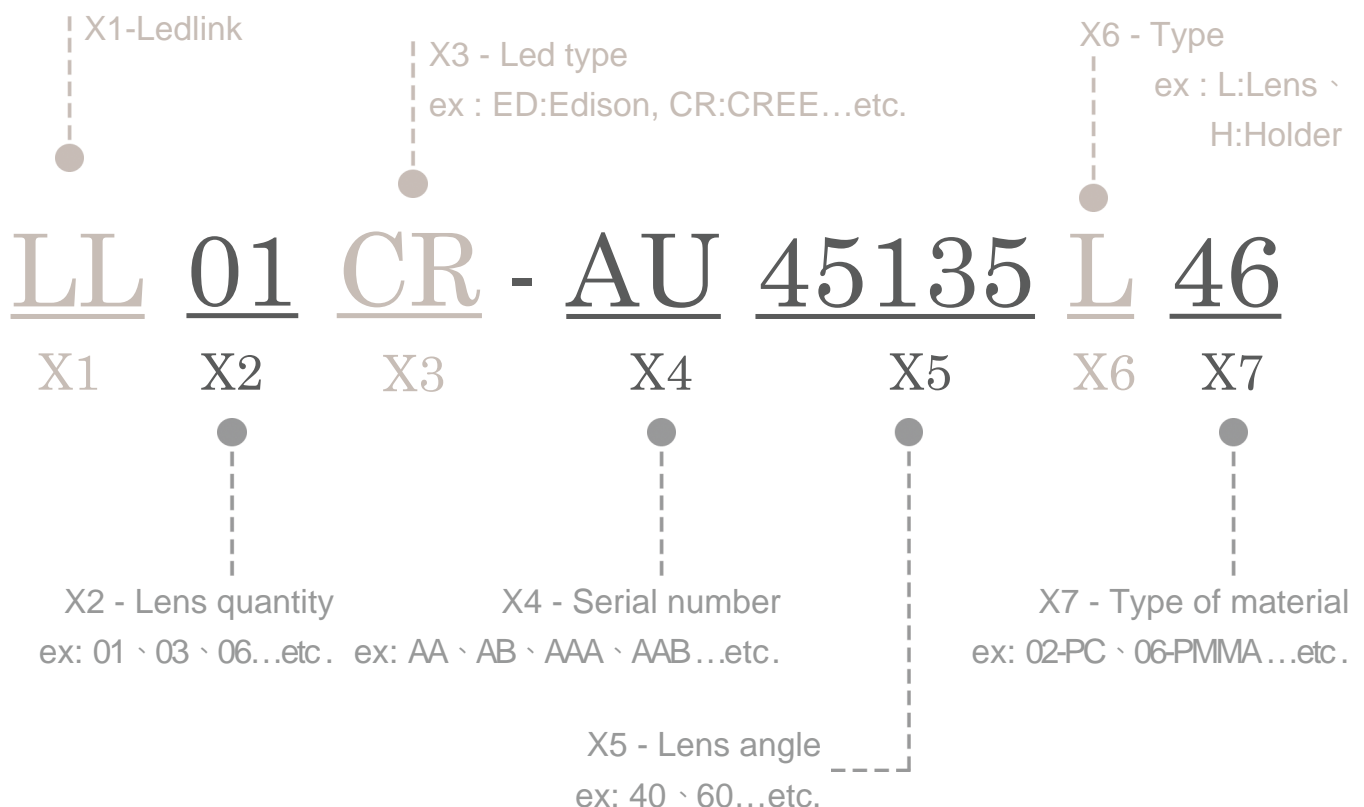 X1-Ledlink
X3 - Led type
ex : ED:Edison, CR:CREE…etc.
X6 - Type
ex : L:Lens、
H:Holder
LL 01 CR - AU 45135 L 46
X1 X2 X3 X4 X5 X6 X7
X2 - Lens quantity
ex: 01、03、06…etc.
X4 - Serial number
ex: AA、AB、AAA、AAB…etc.
X7 - Type of material
ex: 02-PC、06-PMMA…etc.
X5 - Lens angle
ex: 40、60…etc.